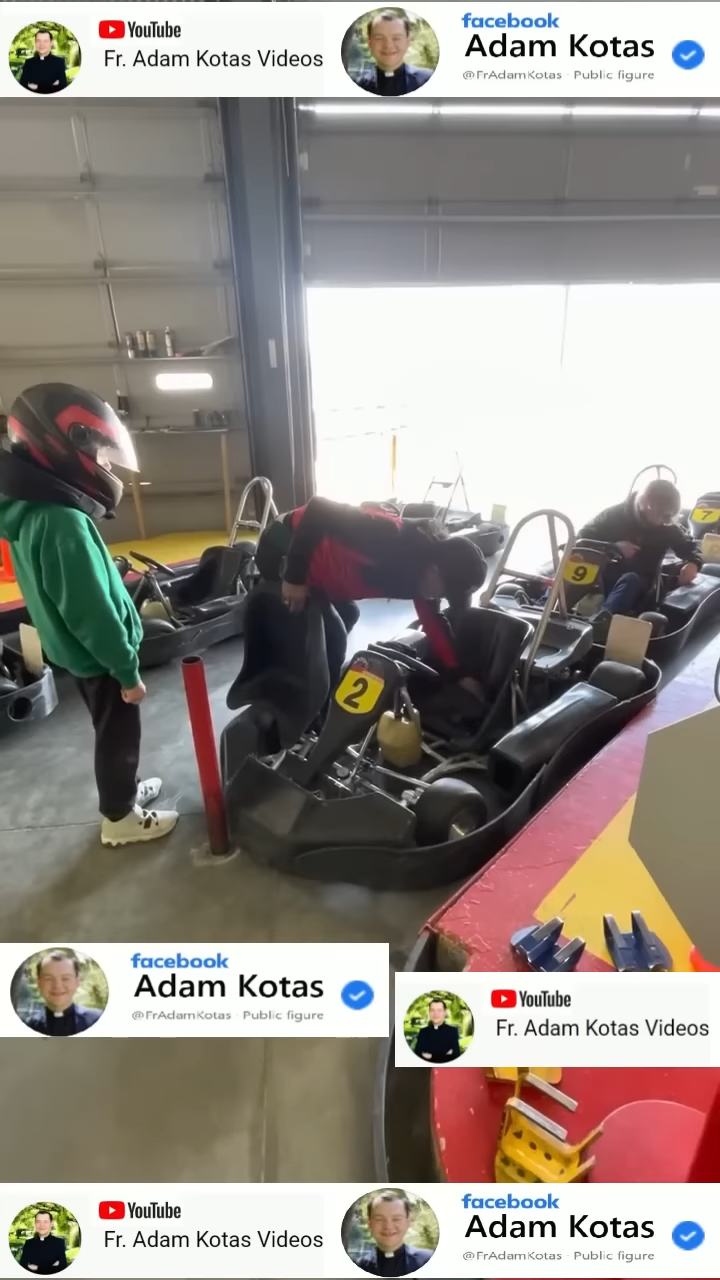 YouTube
Fr. Adam Kotas Videos
facebook
Adam Kotas
@FrAdamKotas · Public figure
7
9
2
facebook
Adam Kotas
@FrAdamKotas · Public figure
YouTube
Fr. Adam Kotas Videos
YouTube
Fr. Adam Kotas Videos
facebook
Adam Kotas
@FrAdamKotas · Public figure